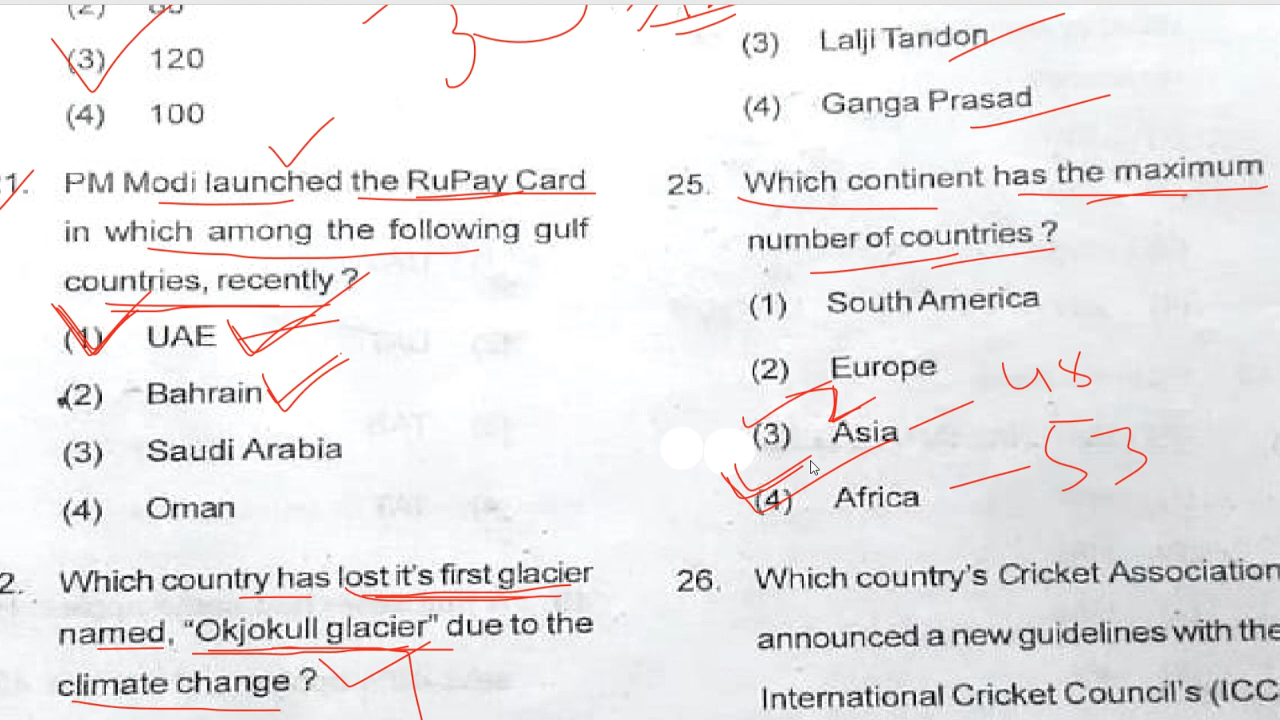 (3) 120
(4) 100
PM Modi launched the RuPay Card
in which among the following gulf
countries, recently ?
(1) UAE
(2) Bahrain
(3) Saudi Arabia
(4) Oman
2. Which country has lost it's first glacier
named, “Okjokull glacier” due to the
climate change ?
(3) Lalji Tandon
(4) Ganga Prasad
25. Which continent has the maximum
number of countries ?
(1) South America
(2) Europe
48
(3) Asia
(4) Africa
53
26. Which country's Cricket Association
announced a new guidelines with the
International Cricket Council's (ICC